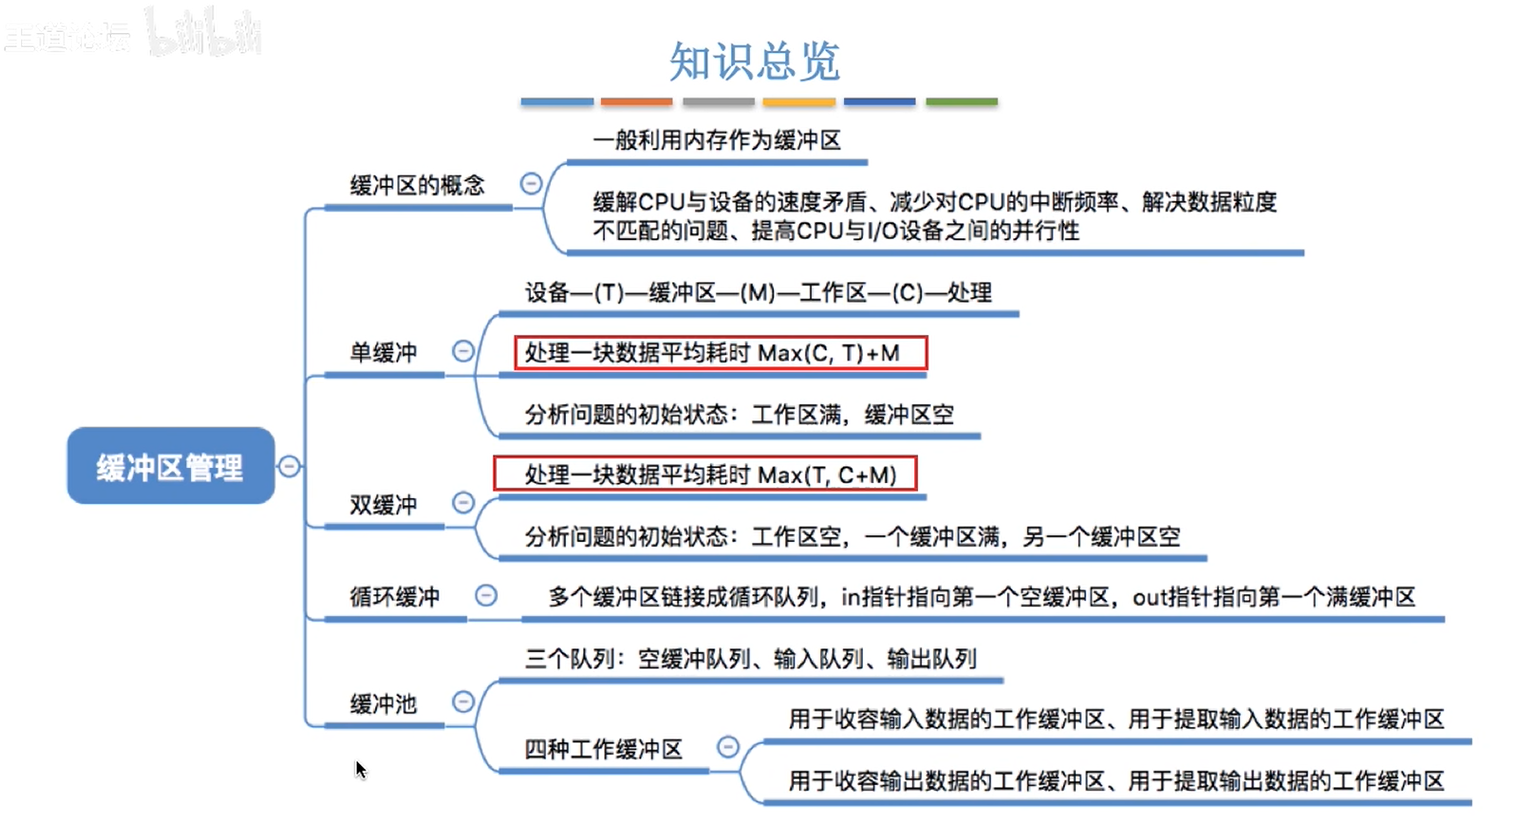 王道论坛 bilibili
知识总览
一般利用内存作为缓冲区
缓冲区的概念
缓解CPU与设备的速度矛盾、减少对CPU的中断频率、解决数据粒度
不匹配的问题、提高CPU与I/O设备之间的并行性
设备—(T)—缓冲区—(M)—工作区—(C)—处理
单缓冲
处理一块数据平均耗时 Max(C, T)+M
分析问题的初始状态：工作区满，缓冲区空
缓冲区管理
处理一块数据平均耗时 Max(T, C+M)
双缓冲
分析问题的初始状态：工作区空，一个缓冲区满，另一个缓冲区空
循环缓冲
多个缓冲区链接成循环队列，in指针指向第一个空缓冲区，out指针指向第一个满缓冲区
三个队列：空缓冲队列、输入队列、输出队列
缓冲池
用于收容输入数据的工作缓冲区、用于提取输入数据的工作缓冲区
四种工作缓冲区
用于收容输出数据的工作缓冲区、用于提取输出数据的工作缓冲区